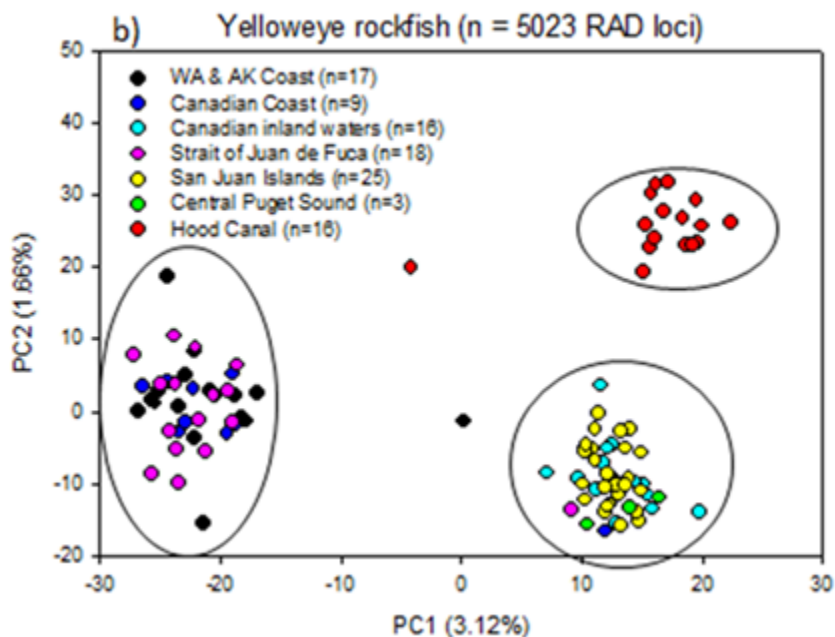 b) Yelloweye rockfish (n = 5023 RAD loci)
50
40
30
20
10
0
-10
-20
PC2 (1.66%)
WA & AK Coast (n=17)
Canadian Coast (n=9)
Canadian inland waters (n=16)
Strait of Juan de Fuca (n=18)
San Juan Islands (n=25)
Central Puget Sound (n=3)
Hood Canal (n=16)
-30 -20 -10 0 10 20 30
PC1 (3.12%)